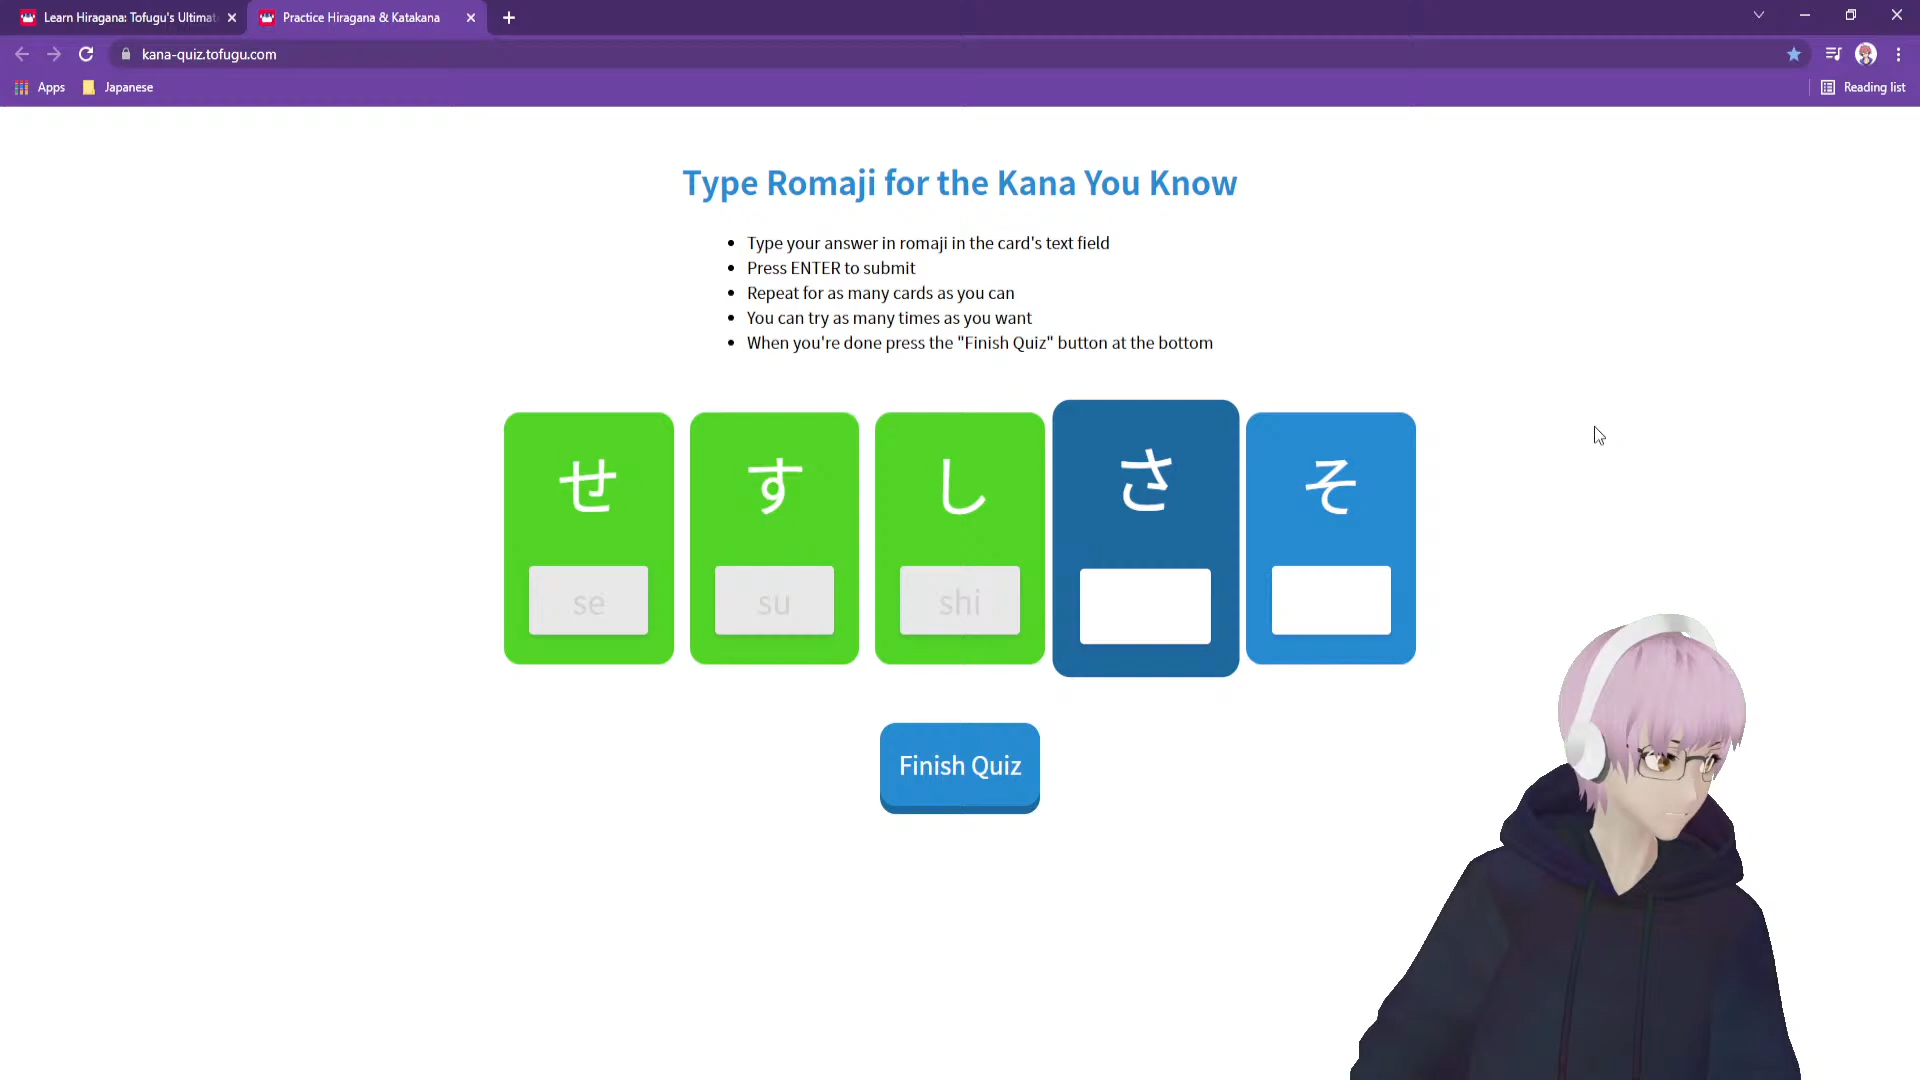 Learn Hiragana: Tofugu's Ultimat
Practice Hiragana & Katakana
kana-quiz.tofugu.com
Apps
Japanese
Reading list
Type Romaji for the Kana You Know
Type your answer in romaji in the card's text field
Press ENTER to submit
Repeat for as many cards as you can
You can try as many times as you want
When you're done press the "Finish Quiz" button at the bottom
せ す し さ そ
se su shi
Finish Quiz